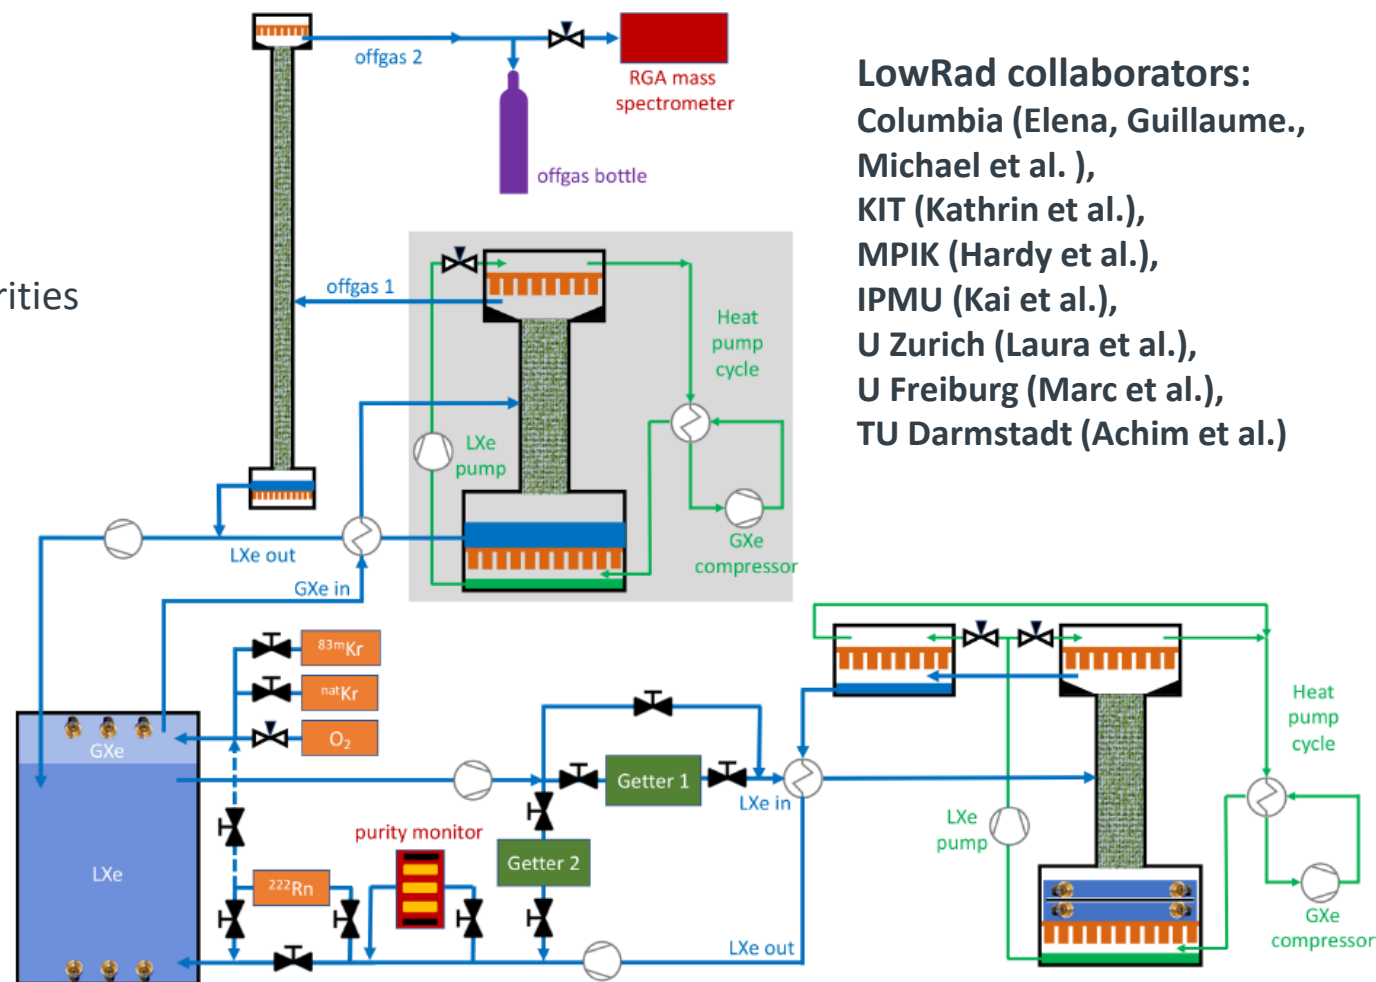 offgas 2
RGA mass
spectrometer
offgas bottle
LowRad collaborators:
Columbia (Elena, Guillaume.,
Michael et al. ),
KIT (Kathrin et al.),
MPIK (Hardy et al.),
IPMU (Kai et al.),
U Zurich (Laura et al.),
U Freiburg (Marc et al.),
TU Darmstadt (Achim et al.)
rities
offgas 1
Heat
pump
cycle
LXe
pump
GXe
compressor
LXe out
GXe in
83mKr
natKr
O2
GXe
LXe
222Rn
purity monitor
Getter 1
Getter 2
LXe in
LXe out
LXe
pump
Heat
pump
cycle
GXe
compressor